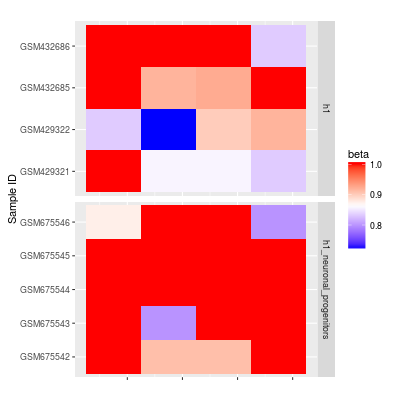 GSM432686
GSM432685
GSM429322
GSM429321
h1
GSM675546
GSM675545
GSM675544
GSM675543
GSM675542
h1_neuronal_progenitors
Sample ID
beta
1.0
0.9
0.8